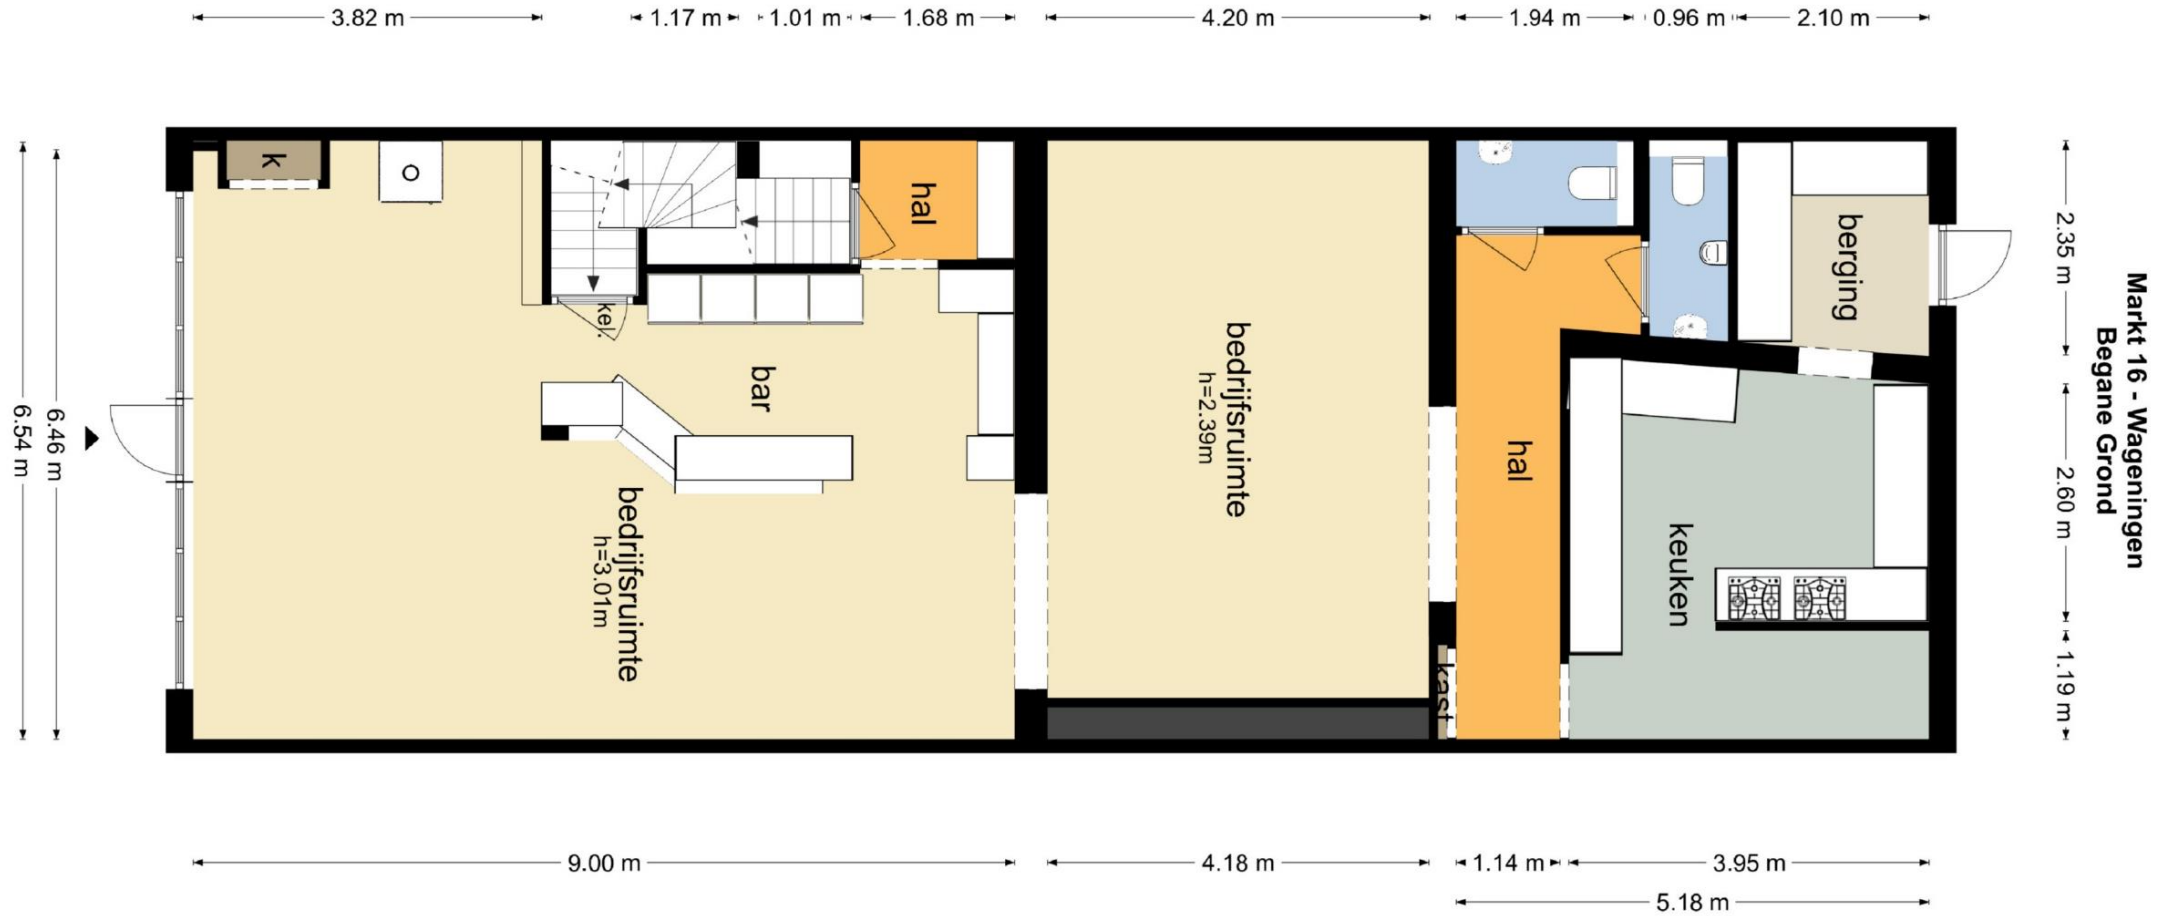 3.82 m
1.17 m
1.01 m
1.68 m
4.20 m
1.94 m
0.96 m
2.10 m
k
hal
kel.
bar
bedrijfsruimte
h=3.01m
bedrijfsruimte
h=2.39m
hal
kast
keuken
berging
6.54 m
6.46 m
2.35 m
2.60 m
1.19 m
Markt 16 - Wageningen
Begane Grond
9.00 m
4.18 m
1.14 m
3.95 m
5.18 m